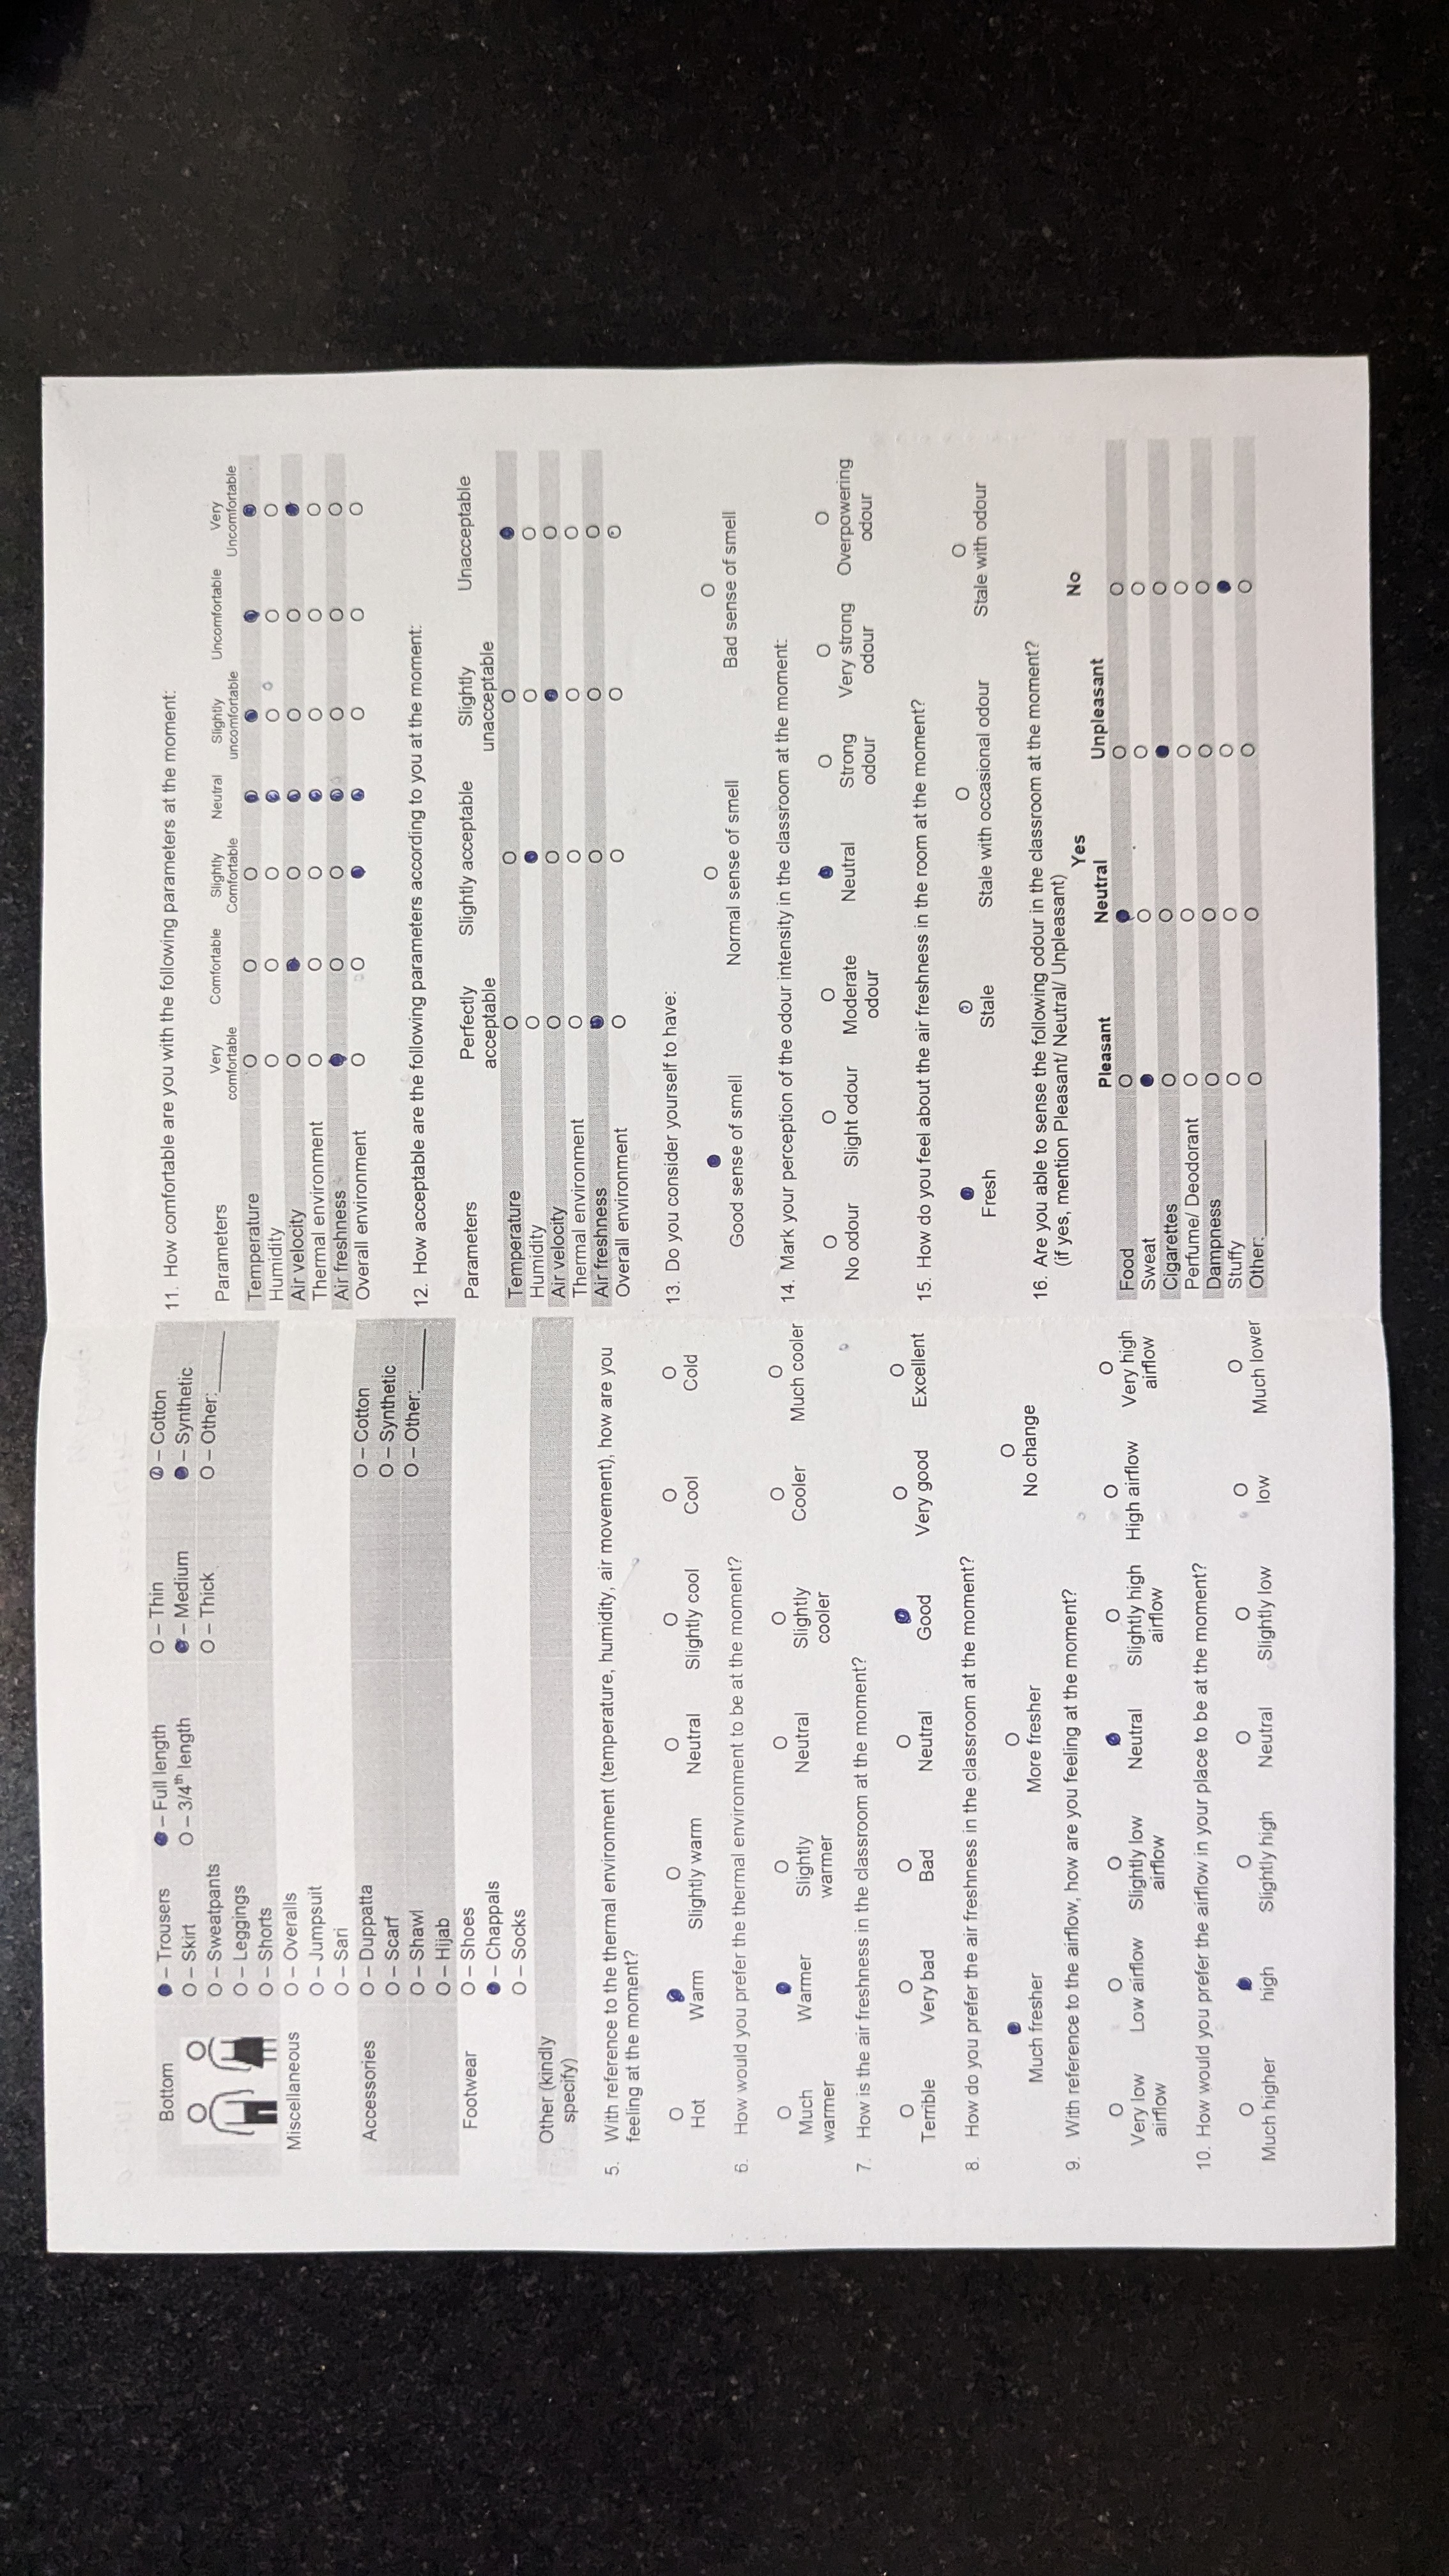 Bottom
– Trousers – Full length – Thin – Cotton
– Skirt – 3/4th length – Medium – Synthetic
– Sweatpants – Thick – Other:
– Leggings
– Shorts
Miscellaneous – Overalls
– Jumpsuit
– Sari
Accessories – Duppatta – Cotton
– Scarf – Synthetic
– Shawl – Other:
– Hijab
Footwear – Shoes
– Chappals
– Socks
Other (kindly
specify)
5. With reference to the thermal environment (temperature, humidity, air movement), how are you
feeling at the moment?
Hot Warm Slightly warm Neutral Slightly cool Cool Cold
6. How would you prefer the thermal environment to be at the moment?
Much Warmer Slightly Neutral Slightly Cooler Much cooler
warmer warmer cooler
7. How is the air freshness in the classroom at the moment?
Terrible Very bad Bad Neutral Good Very good Excellent
8. How do you prefer the air freshness in the classroom at the moment?
Much fresher More fresher No change
9. With reference to the airflow, how are you feeling at the moment?
Very low Low airflow Slightly low Neutral Slightly high High airflow Very high
airflow airflow airflow airflow
10. How would you prefer the airflow in your place to be at the moment?
Much higher high Slightly high Neutral Slightly low low Much lower
11. How comfortable are you with the following parameters at the moment:
Parameters Very Comfortable Slightly Neutral Slightly Uncomfortable Very
comfortable Comfortable uncomfortable Uncomfortable
Temperature
Humidity
Air velocity
Thermal environment
Air freshness
Overall environment
12. How acceptable are the following parameters according to you at the moment:
Parameters Perfectly Slightly acceptable Slightly Unacceptable
acceptable unacceptable
Temperature
Humidity
Air velocity
Thermal environment
Air freshness
Overall environment
13. Do you consider yourself to have:
Good sense of smell Normal sense of smell Bad sense of smell
14. Mark your perception of the odour intensity in the classroom at the moment:
No odour Slight odour Moderate Neutral Strong Very strong Overpowering
odour odour odour odour
15. How do you feel about the air freshness in the room at the moment?
Fresh Stale Stale with occasional odour Stale with odour
16. Are you able to sense the following odour in the classroom at the moment?
(if yes, mention Pleasant/ Neutral/ Unpleasant)
Yes No
Pleasant Neutral Unpleasant
Food
Sweat
Cigarettes
Perfume/ Deodorant
Dampness
Stuffy
Other: